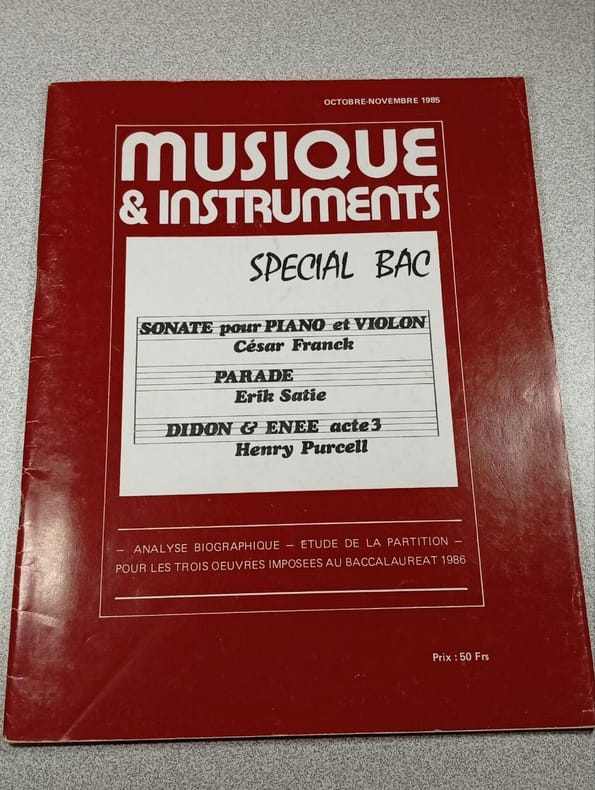 OCTOBRE-NOVEMBRE 1985
MUSIQUE
& INSTRUMENTS
SPECIAL BAC
SONATE pour PIANO et VIOLON
César Franck
PARADE
Erik Satie
DIDON & ENEE acte 3
Henry Purcell
— ANALYSE BIOGRAPHIQUE — ETUDE DE LA PARTITION —
POUR LES TROIS OEUVRES IMPOSEES AU BACCALAUREAT 1986
Prix : 50 Frs